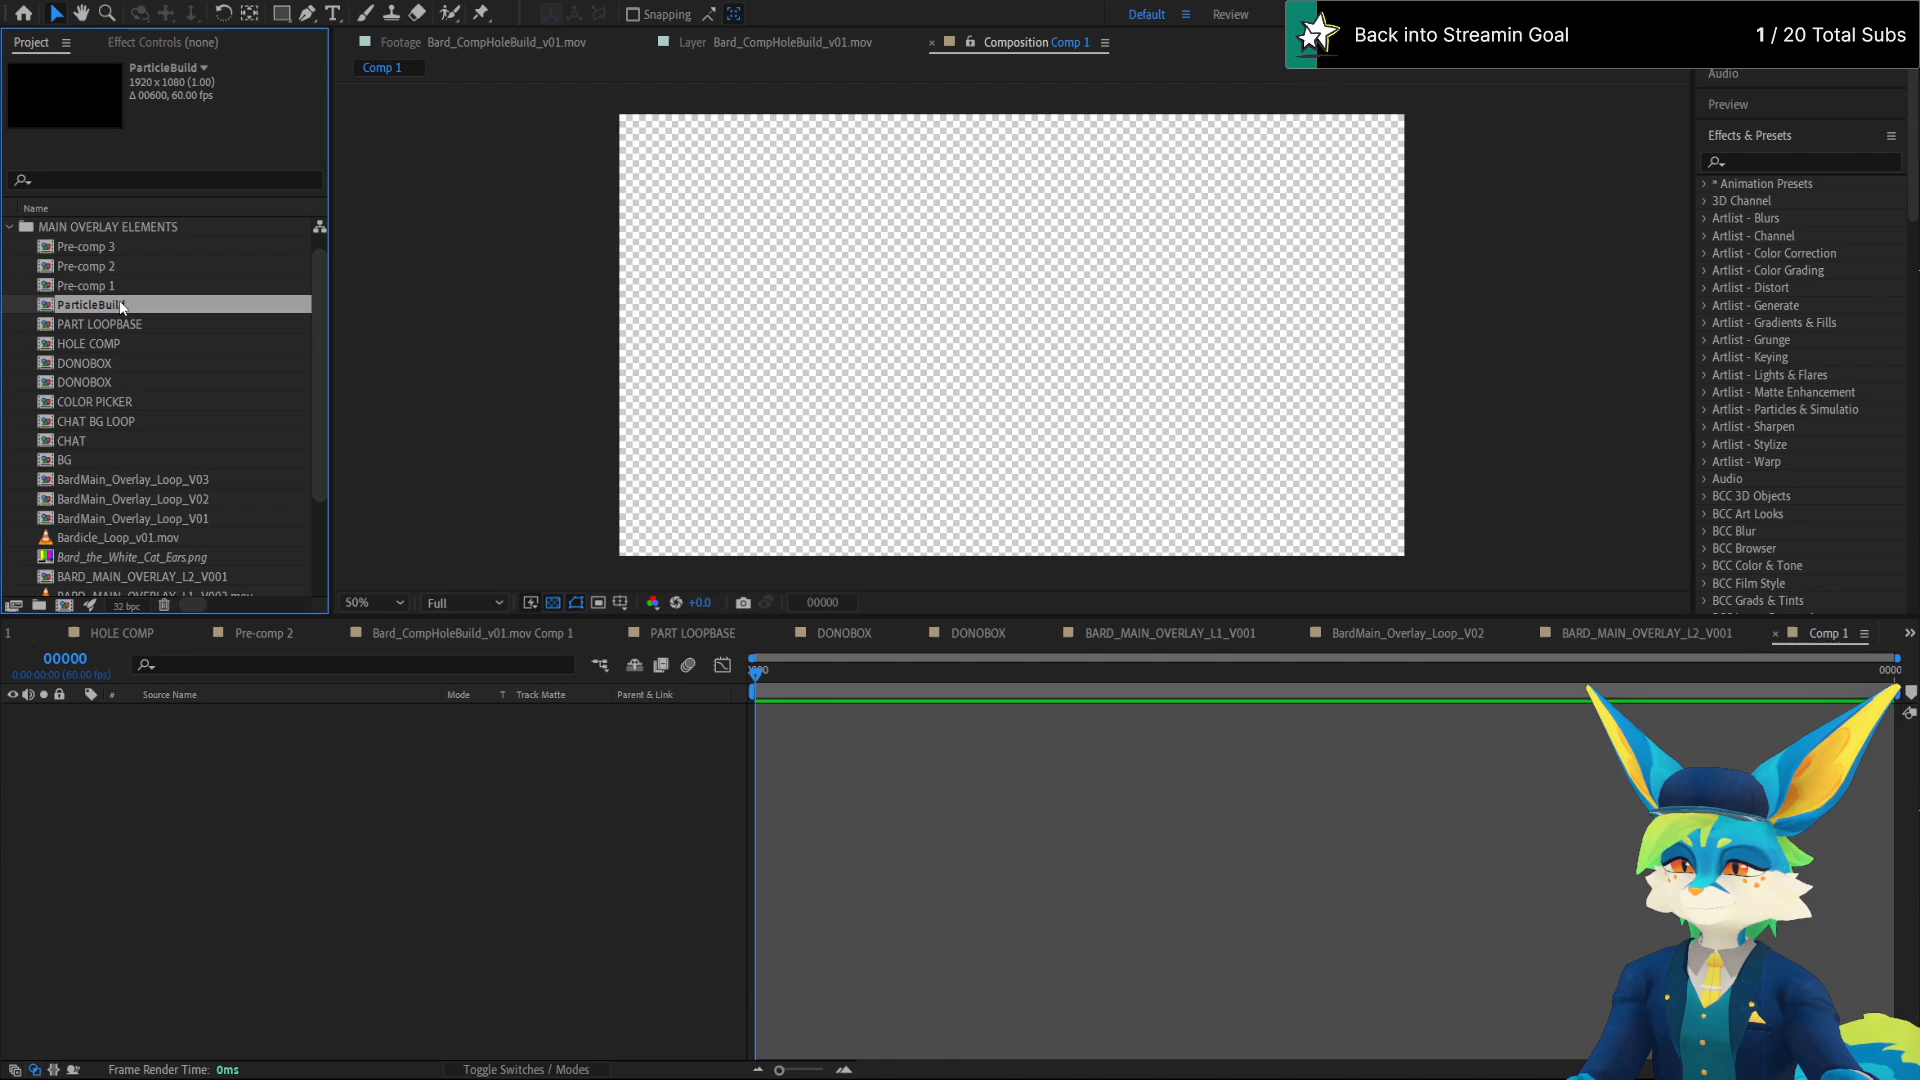 Snapping
Default
Review
Back into Streamin Goal
1 / 20 Total Subs
Project
Effect Controls (none)
Footage Bard_CompHoleBuild_v01.mov
Layer Bard_CompHoleBuild_v01.mov
Composition Comp 1
Comp 1
ParticleBuild
1920 x 1080 (1.00)
Δ 00600, 60.00 fps
Name
MAIN OVERLAY ELEMENTS
Pre-comp 3
Pre-comp 2
Pre-comp 1
ParticleBuild
PART LOOPBASE
HOLE COMP
DONOBOX
DONOBOX
COLOR PICKER
CHAT BG LOOP
CHAT
BG
BardMain_Overlay_Loop_V03
BardMain_Overlay_Loop_V02
BardMain_Overlay_Loop_V01
Bardicle_Loop_v01.mov
Bard_the_White_Cat_Ears.png
BARD_MAIN_OVERLAY_L2_V001
32 bpc
50%
Full
+0.0
00000
Audio
Preview
Effects & Presets
* Animation Presets
3D Channel
Artlist - Blurs
Artlist - Channel
Artlist - Color Correction
Artlist - Color Grading
Artlist - Distort
Artlist - Generate
Artlist - Gradients & Fills
Artlist - Grunge
Artlist - Keying
Artlist - Lights & Flares
Artlist - Matte Enhancement
Artlist - Particles & Simulatio
Artlist - Sharpen
Artlist - Stylize
Artlist - Warp
Audio
BCC 3D Objects
BCC Art Looks
BCC Blur
BCC Browser
BCC Color & Tone
BCC Film Style
BCC Grads & Tints
1
HOLE COMP
Pre-comp 2
Bard_CompHoleBuild_v01.mov Comp 1
PART LOOPBASE
DONOBOX
DONOBOX
BARD_MAIN_OVERLAY_L1_V001
BardMain_Overlay_Loop_V02
BARD_MAIN_OVERLAY_L2_V001
Comp 1
00000
0:00:00:00 (60.00 fps)
# Source Name
Mode
T Track Matte
Parent & Link
0000
Frame Render Time: 0ms
Toggle Switches / Modes